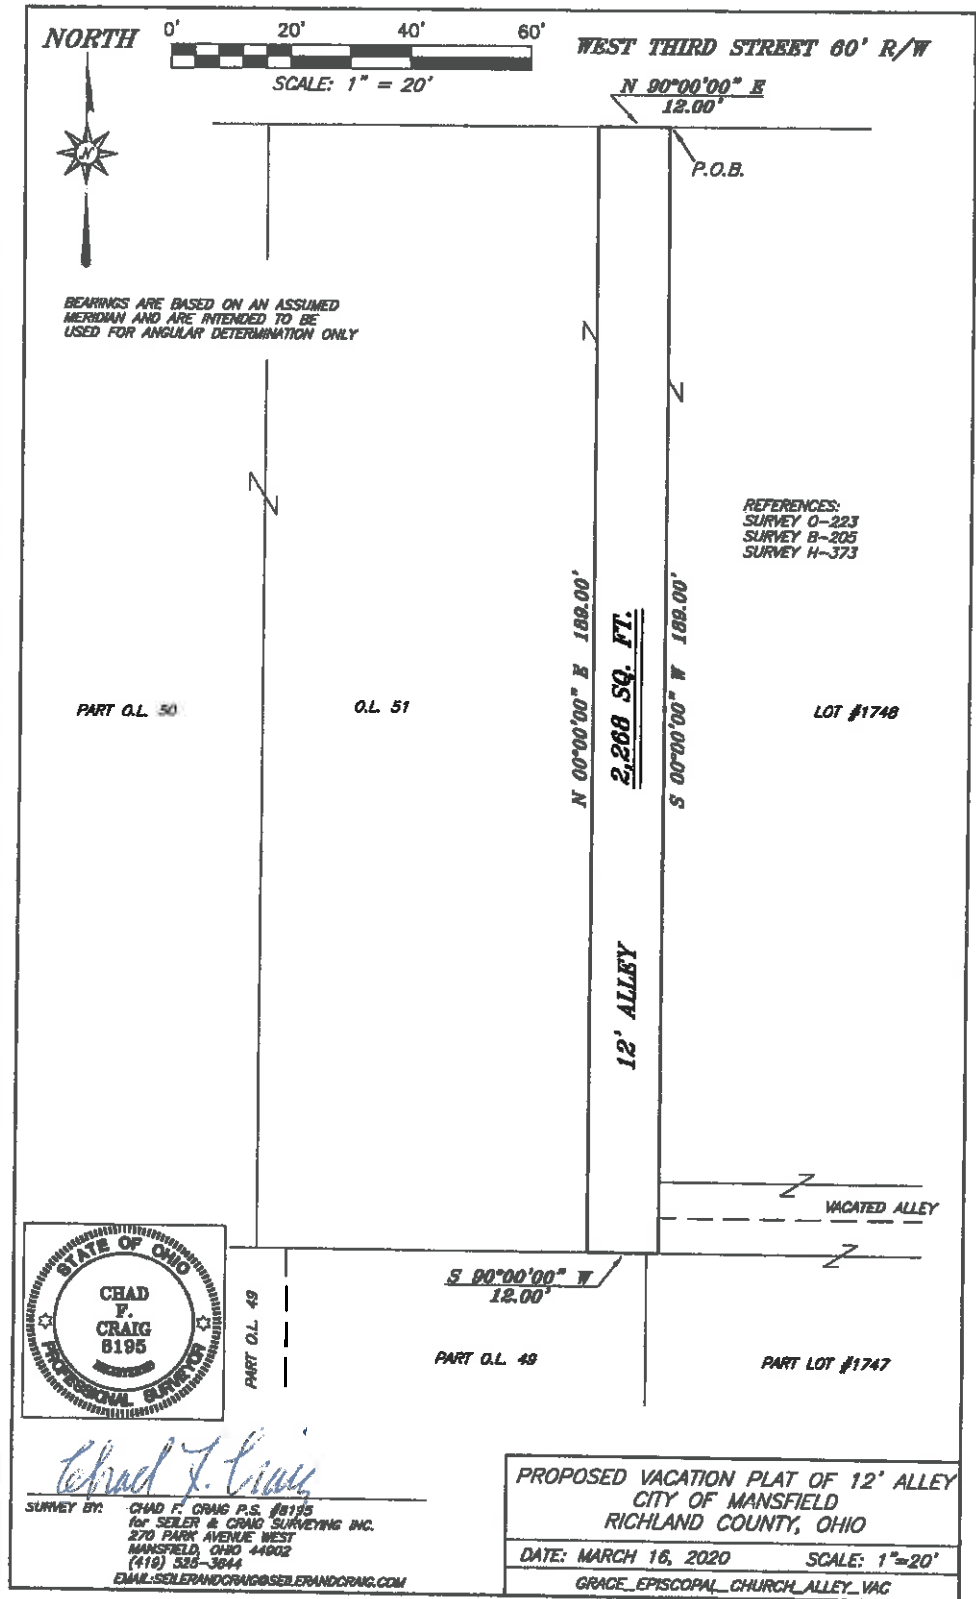 NORTH
0' 20' 40' 60'
SCALE: 1" = 20'
WEST THIRD STREET 60' R/W
N 90°00'00" E
12.00'
P.O.B.
N
BEARINGS ARE BASED ON AN ASSUMED
MERIDIAN AND ARE INTENDED TO BE
USED FOR ANGULAR DETERMINATION ONLY
REFERENCES:
SURVEY O-223
SURVEY B-205
SURVEY H-373
N 00°00'00" E 189.00'
2,268 SQ. FT.
S 00°00'00" W 189.00'
PART O.L. 50
O.L. 51
LOT #1748
12' ALLEY
VACATED ALLEY
S 90°00'00" W
12.00'
PART O.L. 49
PART O.L. 49
PART LOT #1747
STATE OF OHIO
CHAD
F.
CRAIG
8195
REGISTERED
PROFESSIONAL SURVEYOR
Chad F. Craig
SURVEY BY: CHAD F. CRAIG P.S. #8195
for SEILER & CRAIG SURVEYING INC.
270 PARK AVENUE WEST
MANSFIELD, OHIO 44902
(419) 525-3644
EMAIL:SEILERANDCRAIG@SEILERANDCRAIG.COM
PROPOSED VACATION PLAT OF 12' ALLEY
CITY OF MANSFIELD
RICHLAND COUNTY, OHIO
DATE: MARCH 16, 2020 SCALE: 1"=20'
GRACE_EPISCOPAL_CHURCH_ALLEY_VAC